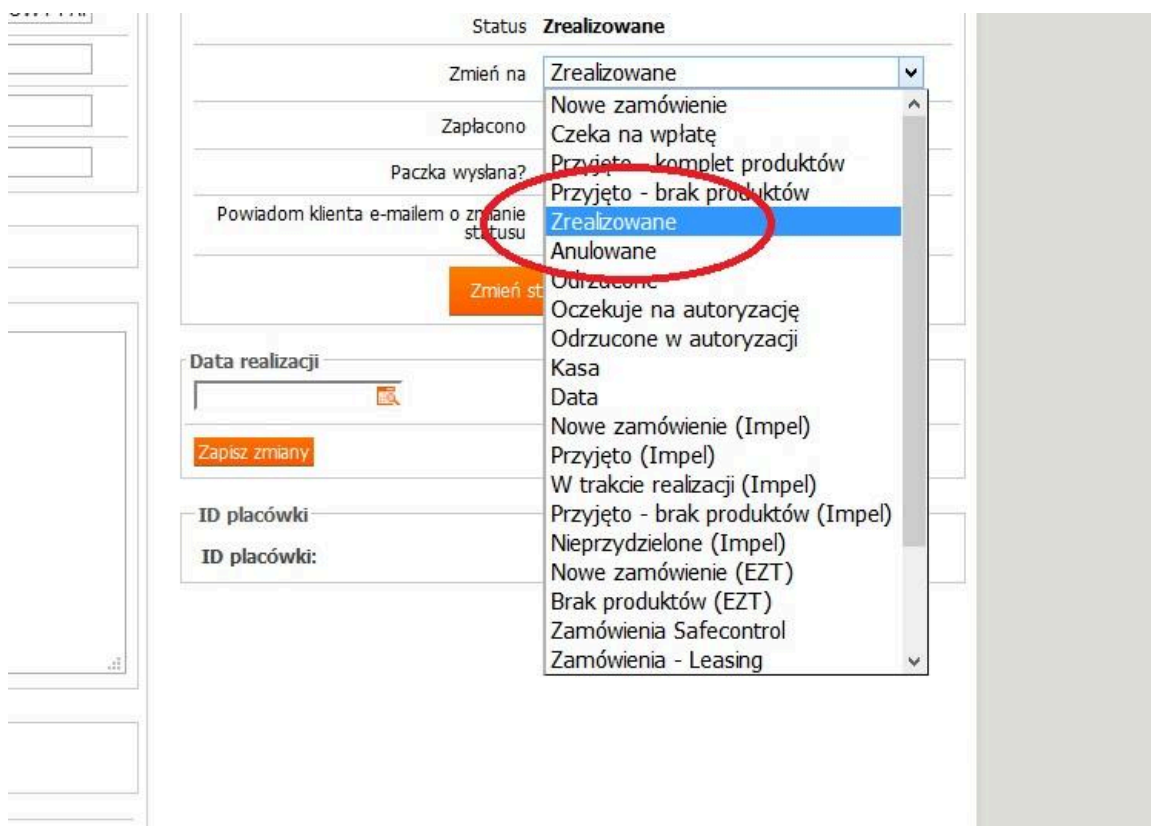 Status Zrealizowane
Zmień na Zrealizowane
Nowe zamówienie
Czeka na wpłatę
Zapłacono
Przyjęto - komplet produktów
Paczka wysłana?
Przyjęto - brak produktów
Powiadom klienta e-mailem o zmianie
statusu
Zrealizowane
Anulowane
Odrzucone
Zmień st
Oczekuje na autoryzację
Odrzucone w autoryzacji
Data realizacji
Kasa
Data
Nowe zamówienie (Impel)
Zapisz zmiany
Przyjęto (Impel)
W trakcie realizacji (Impel)
ID placówki
Przyjęto - brak produktów (Impel)
ID placówki:
Nieprzydzielone (Impel)
Nowe zamówienie (EZT)
Brak produktów (EZT)
Zamówienia Safecontrol
Zamówienia - Leasing